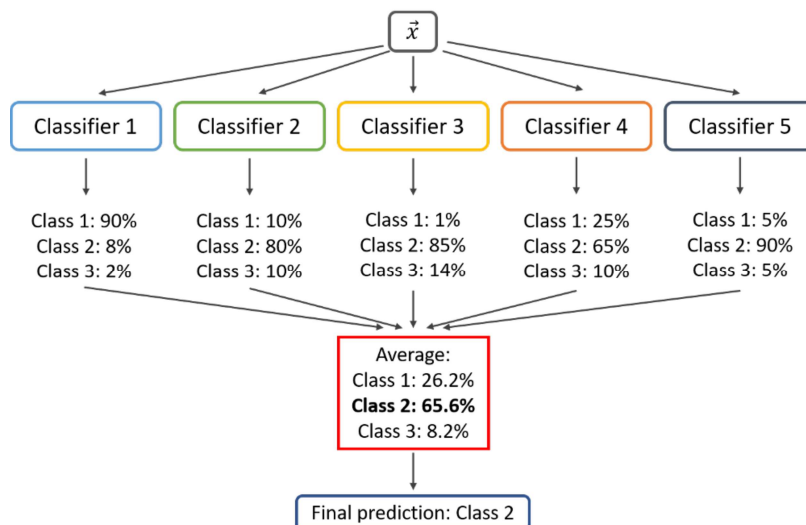 x⃗
Classifier 1
Classifier 2
Classifier 3
Classifier 4
Classifier 5
Class 1: 90%
Class 2: 8%
Class 3: 2%
Class 1: 10%
Class 2: 80%
Class 3: 10%
Class 1: 1%
Class 2: 85%
Class 3: 14%
Class 1: 25%
Class 2: 65%
Class 3: 10%
Class 1: 5%
Class 2: 90%
Class 3: 5%
Average:
Class 1: 26.2%
Class 2: 65.6%
Class 3: 8.2%
Final prediction: Class 2